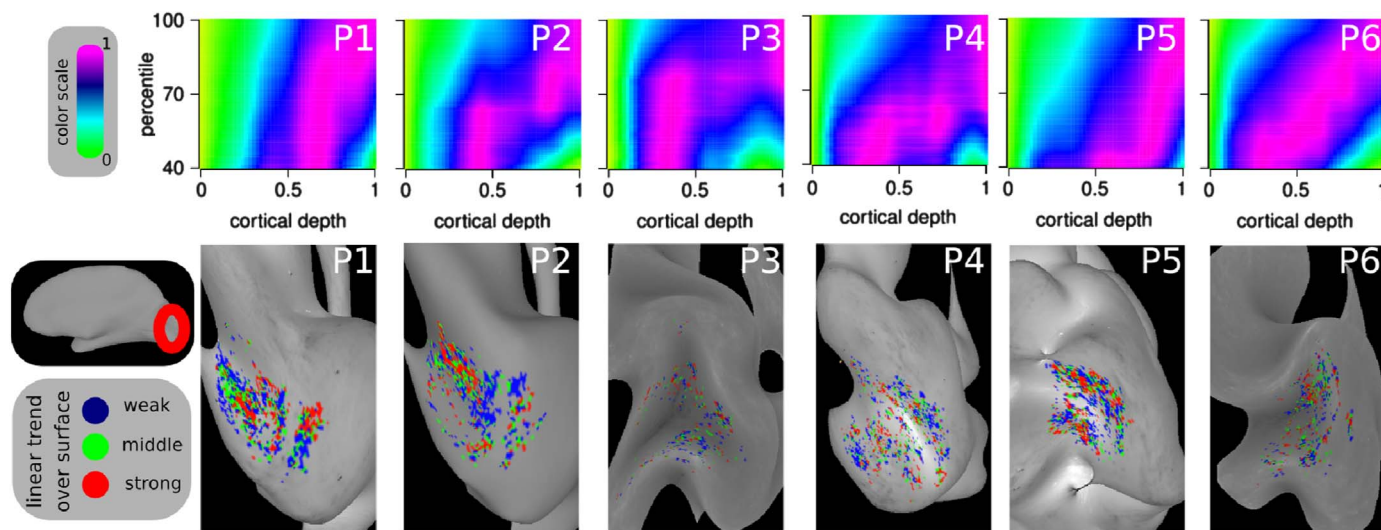 P1 P2 P3 P4 P5 P6
color scale
1
0
percentile
100
70
40
0 0.5 1 0 0.5 1 0 0.5 1 0 0.5 1 0 0.5 1 0 0.5 1
cortical depth cortical depth cortical depth cortical depth cortical depth cortical depth
P1 P2 P3 P4 P5 P6
linear trend
over surface
weak
middle
strong